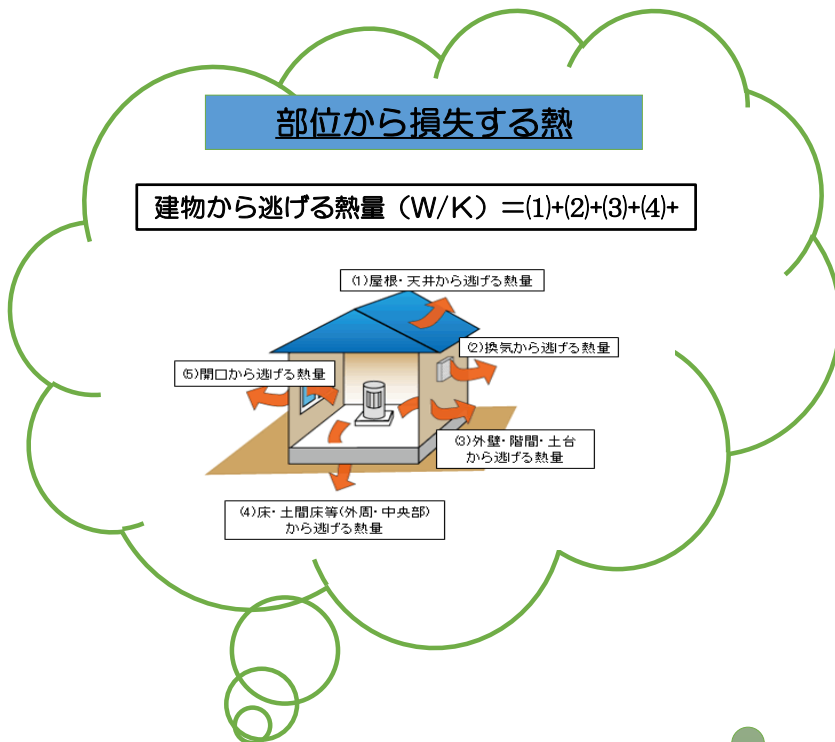 部位から損失する熱
建物から逃げる熱量（W/K）＝⑴+⑵+⑶+⑷+
⑴屋根・天井から逃げる熱量
⑵換気から逃げる熱量
⑸開口から逃げる熱量
⑶外壁・階間・土台
から逃げる熱量
⑷床・土間床等(外周・中央部)
から逃げる熱量